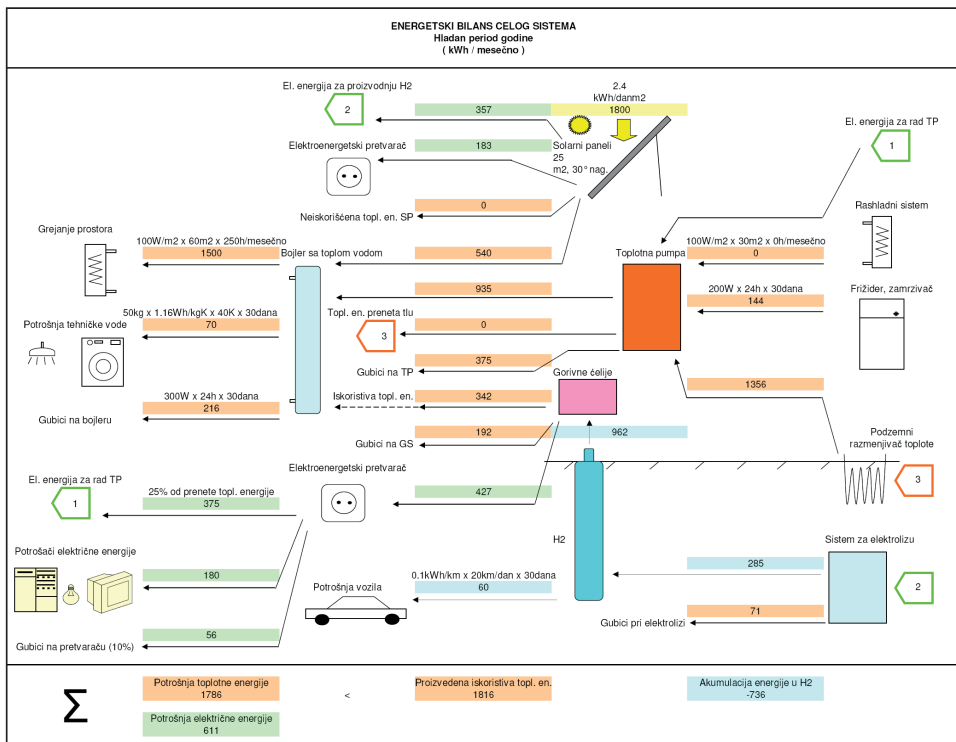 ENERGETSKI BILANS CELOG SISTEMA
Hladan period godine
( kWh / mesečno )
El. energija za proizvodnju H2
2
357
2.4
kWh/danm2
1800
El. energija za rad TP
1
Elektroenergetski pretvarač
183
Solarni paneli
25
m2, 30° nag.
0
Neiskorišćena topl. en. SP
Rashladni sistem
Grejanje prostora
100W/m2 x 60m2 x 250h/mesečno
1500
Bojler sa toplom vodom
540
Toplotna pumpa
100W/m2 x 30m2 x 0h/mesečno
0
935
200W x 24h x 30dana
144
Frižider, zamrzivač
50kg x 1.16Wh/kgK x 40K x 30dana
70
Potrošnja tehničke vode
Topl. en. preneta tlu
3
0
375
Gubici na TP
Gorivne ćelije
1356
300W x 24h x 30dana
216
Gubici na bojleru
Iskoristiva topl. en.
342
192
962
Gubici na GS
Podzemni
razmenjivač toplote
3
Elektroenergetski pretvarač
El. energija za rad TP
1
25% od prenete topl. energije
375
427
H2
Sistem za elektrolizu
285
2
Potrošači električne energije
180
Potrošnja vozila
0.1kWh/km x 20km/dan x 30dana
60
71
Gubici pri elektrolizi
56
Gubici na pretvaraču (10%)
Σ
Potrošnja toplotne energije
1786
<
Proizvedena iskoristiva topl. en.
1816
Akumulacija energije u H2
-736
Potrošnja električne energije
611